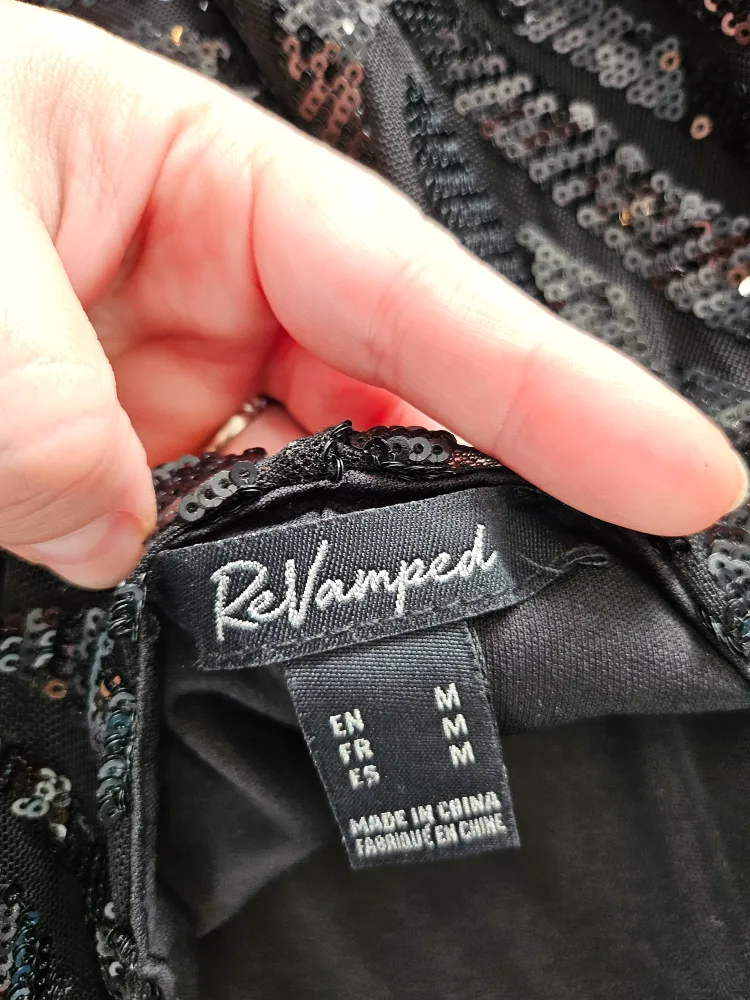 ReVamped
EN M
FR M
ES M
MADE IN CHINA
FABRIQUÉ EN CHINE